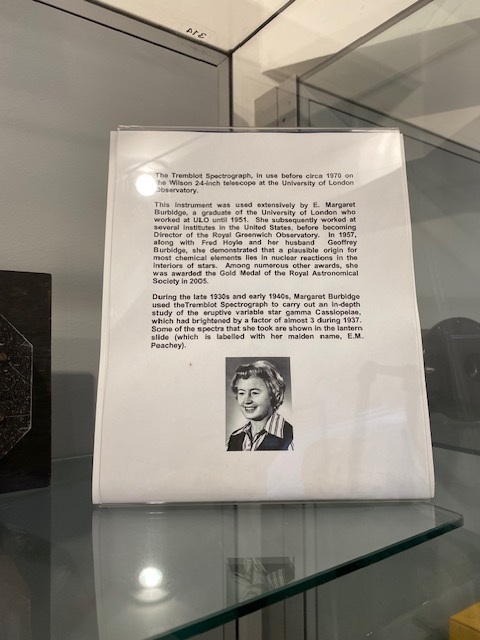 314
The Tremblot Spectrograph, in use before circa 1970 on
the Wilson 24-inch telescope at the University of London
Observatory.
This instrument was used extensively by E. Margaret
Burbidge, a graduate of the University of London who
worked at ULO until 1951. She subsequently worked at
several institutes in the United States, before becoming
Director of the Royal Greenwich Observatory. In 1957,
along with Fred Hoyle and her husband Geoffrey
Burbidge, she demonstrated that a plausible origin for
most chemical elements lies in nuclear reactions in the
interiors of stars. Among numerous other awards, she
was awarded the Gold Medal of the Royal Astronomical
Society in 2005.
During the late 1930s and early 1940s, Margaret Burbidge
used theTremblot Spectrograph to carry out an in-depth
study of the eruptive variable star gamma Cassiopeiae,
which had brightened by a factor of almost 3 during 1937.
Some of the spectra that she took are shown in the lantern
slide (which is labelled with her maiden name, E.M.
Peachey).